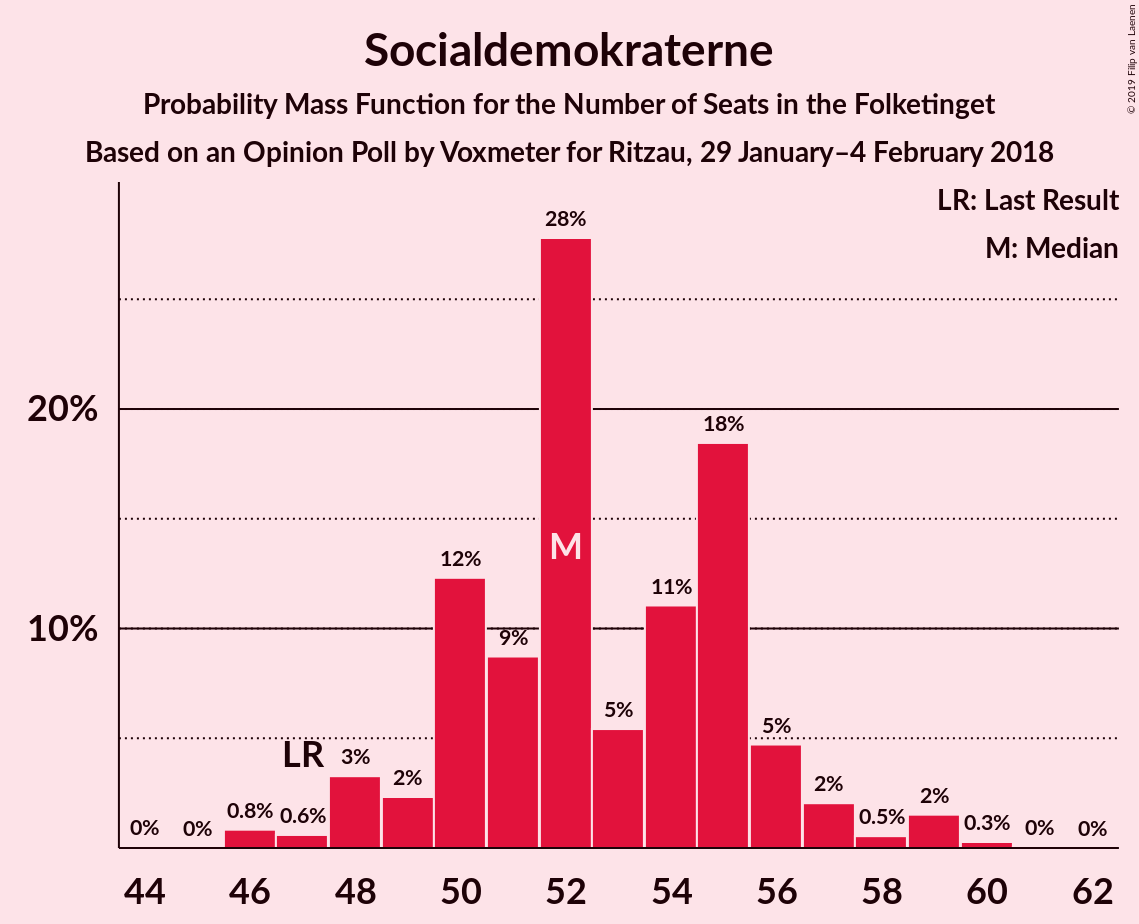 Socialdemokraterne
Probability Mass Function for the Number of Seats in the Folketinget
Based on an Opinion Poll by Voxmeter for Ritzau, 29 January–4 February 2018
© 2019 Filip van Laenen
LR: Last Result
M: Median
28%
20%
18%
M
12%
11%
10%
9%
5%
5%
LR
3%
2%
2%
2%
0.8%
0.6%
0.5%
0.3%
0%
0%
0%
0%
44 46 48 50 52 54 56 58 60 62